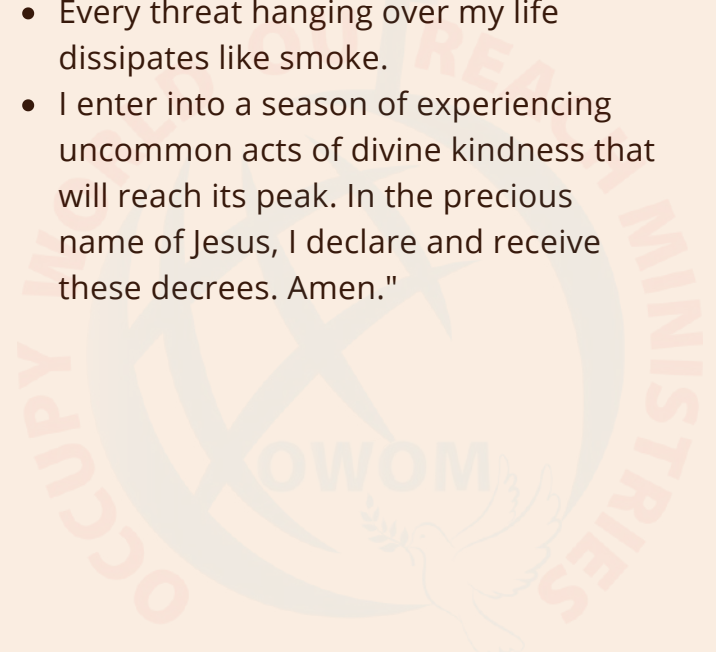 • Every threat hanging over my life
dissipates like smoke.
• I enter into a season of experiencing
uncommon acts of divine kindness that
will reach its peak. In the precious
name of Jesus, I declare and receive
these decrees. Amen."
OCCUPY WORLD OUTREACH MINISTRIES
OWOM